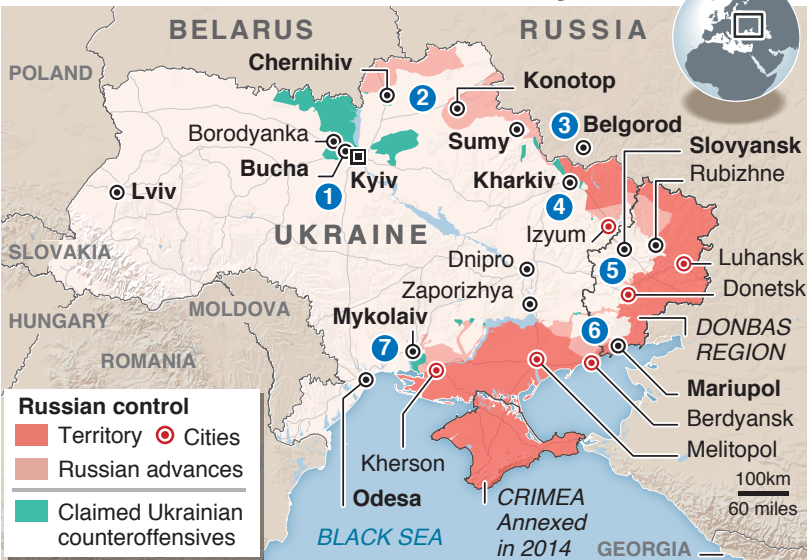 BELARUS
RUSSIA
POLAND
Chernihiv
Konotop
2
3
Belgorod
Borodyanka
Sumy
Slovyansk
Bucha
Kyiv
Kharkiv
Rubizhne
1
Lviv
4
UKRAINE
Izyum
SLOVAKIA
Dnipro
5
Luhansk
Zaporizhya
Donetsk
MOLDOVA
HUNGARY
Mykolaiv
6
DONBAS
REGION
7
ROMANIA
Mariupol
Berdyansk
Melitopol
Kherson
Odesa
CRIMEA
Annexed
in 2014
BLACK SEA
GEORGIA
100km
60 miles
Russian control
Territory Cities
Russian advances
Claimed Ukrainian
counteroffensives